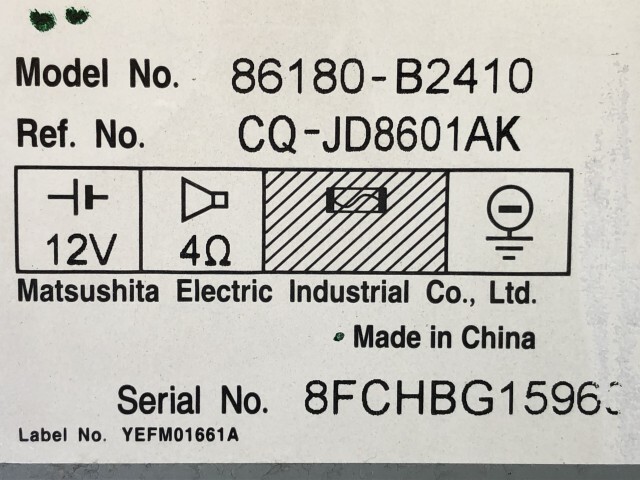 Model No. 86180-B2410
Ref. No. CQ-JD8601AK
12V 4Ω
Matsushita Electric Industrial Co., Ltd.
Made in China
Serial No.
Label No. YEFM01661A